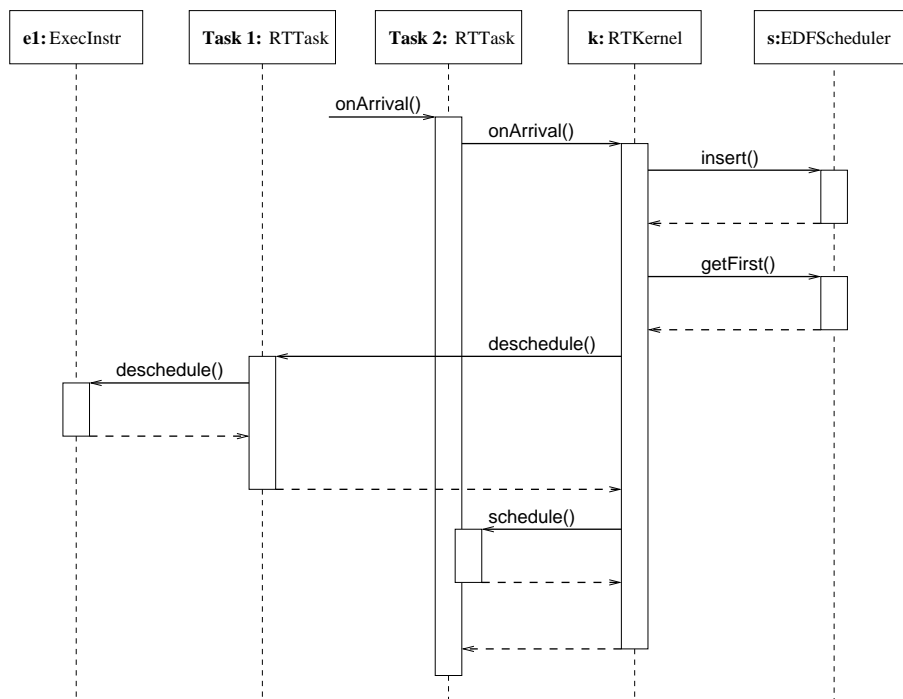 e1: ExecInstr
Task 1: RTTask
Task 2: RTTask
k: RTKernel
s:EDFScheduler
onArrival()
onArrival()
insert()
getFirst()
deschedule()
deschedule()
schedule()